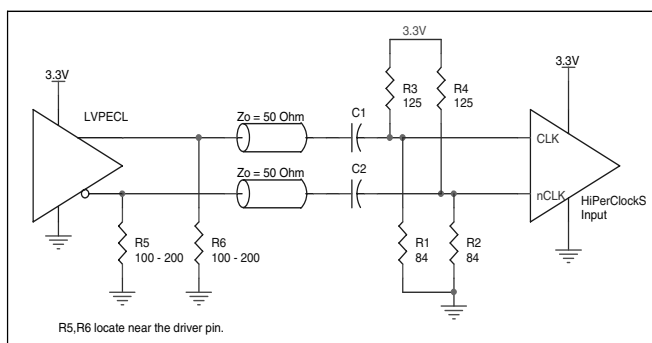 3.3V
3.3V
3.3V
LVPECL
R3
125
R4
125
Zo = 50 Ohm
C1
CLK
Zo = 50 Ohm
C2
nCLK
HiPerClockS
Input
R5
100 - 200
R6
100 - 200
R1
84
R2
84
R5,R6 locate near the driver pin.